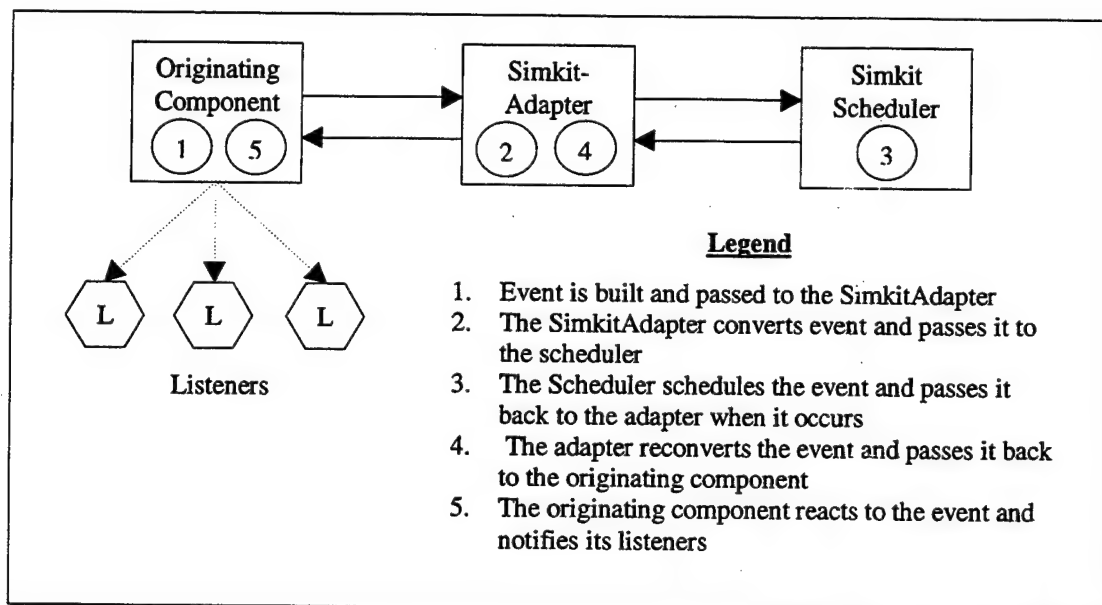 Originating
Component
1 5
Simkit-
Adapter
2 4
Simkit
Scheduler
3
L L L
Listeners
Legend
1. Event is built and passed to the SimkitAdapter
2. The SimkitAdapter converts event and passes it to
the scheduler
3. The Scheduler schedules the event and passes it
back to the adapter when it occurs
4. The adapter reconverts the event and passes it back
to the originating component
5. The originating component reacts to the event and
notifies its listeners